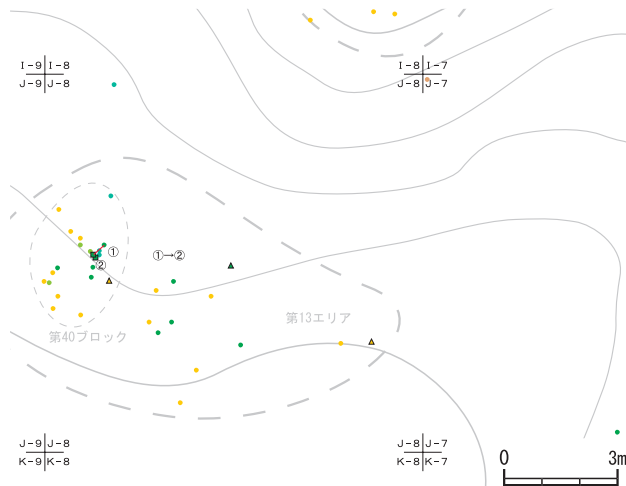 I-9 I-8
J-9 J-8
I-8 I-7
J-8 J-7
①
①→②
②
第13エリア
第40ブロック
J-9 J-8
K-9 K-8
J-8 J-7
K-8 K-7
0 3m